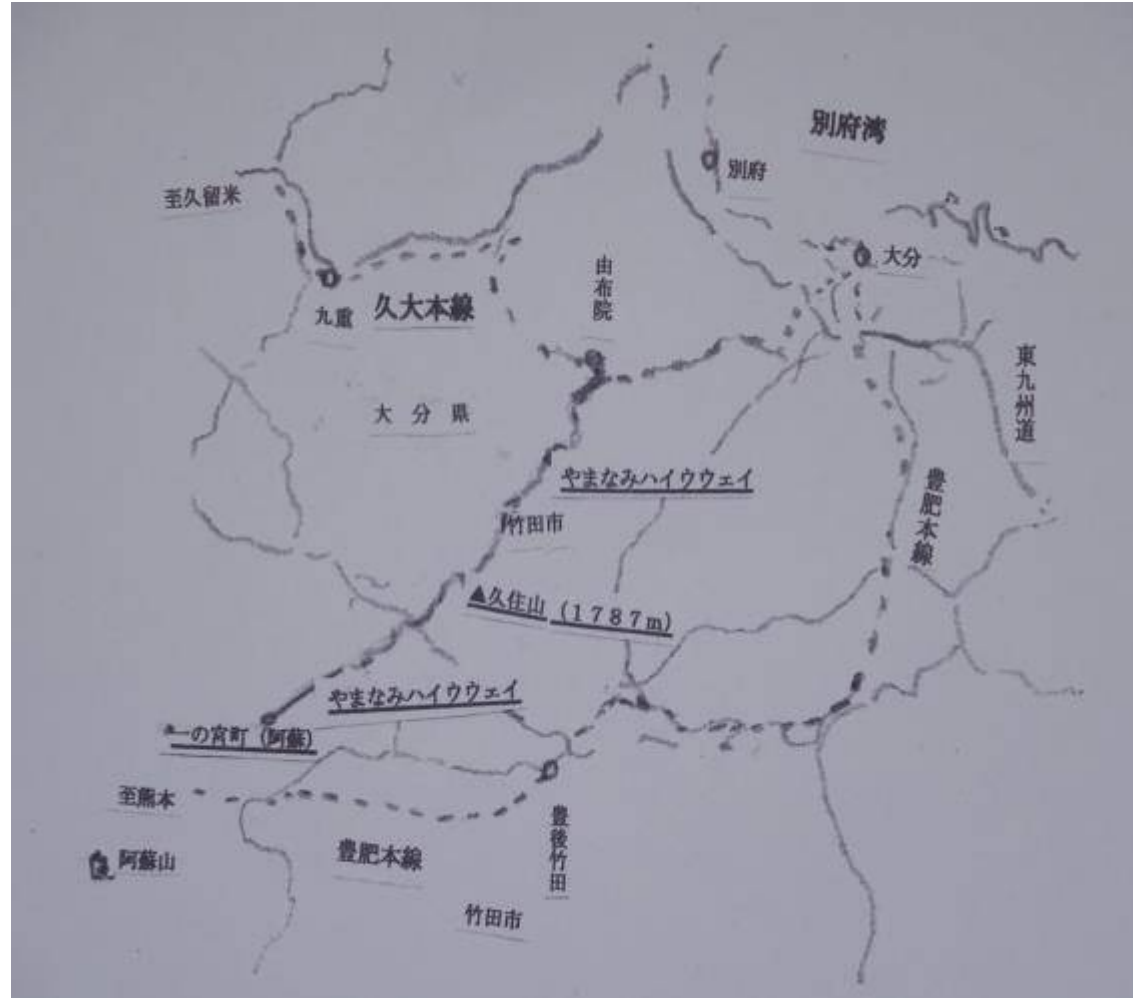 別府湾
別府
至久留米
大分
由布院
九重
久大本線
東九州道
大分県
やまなみハイウウェイ
豊肥本線
竹田市
▲久住山 (1787m)
やまなみハイウウェイ
一の宮町 (阿蘇)
至熊本
豊後竹田
阿蘇山
豊肥本線
竹田市